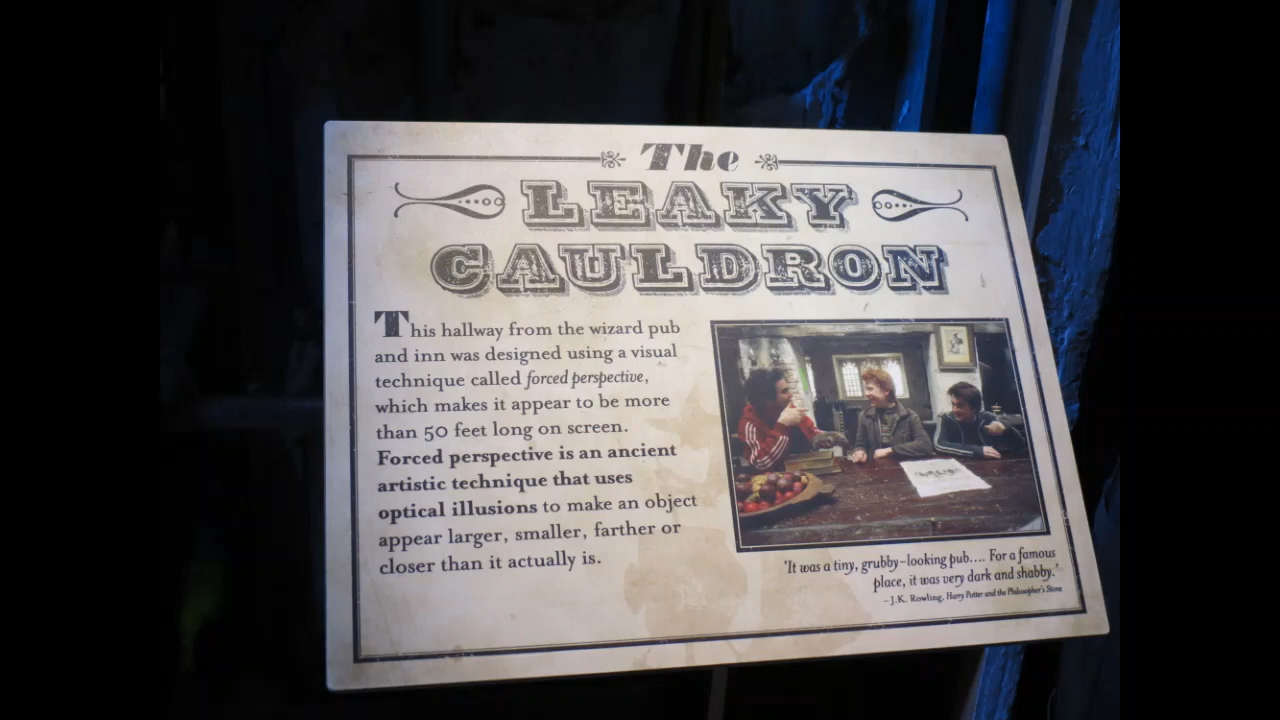 The
LEAKY
CAULDRON
This hallway from the wizard pub
and inn was designed using a visual
technique called forced perspective,
which makes it appear to be more
than 50 feet long on screen.
Forced perspective is an ancient
artistic technique that uses
optical illusions to make an object
appear larger, smaller, farther or
closer than it actually is.
'It was a tiny, grubby-looking pub.... For a famous
place, it was very dark and shabby.'
–J.K. Rowling, Harry Potter and the Philosopher's Stone